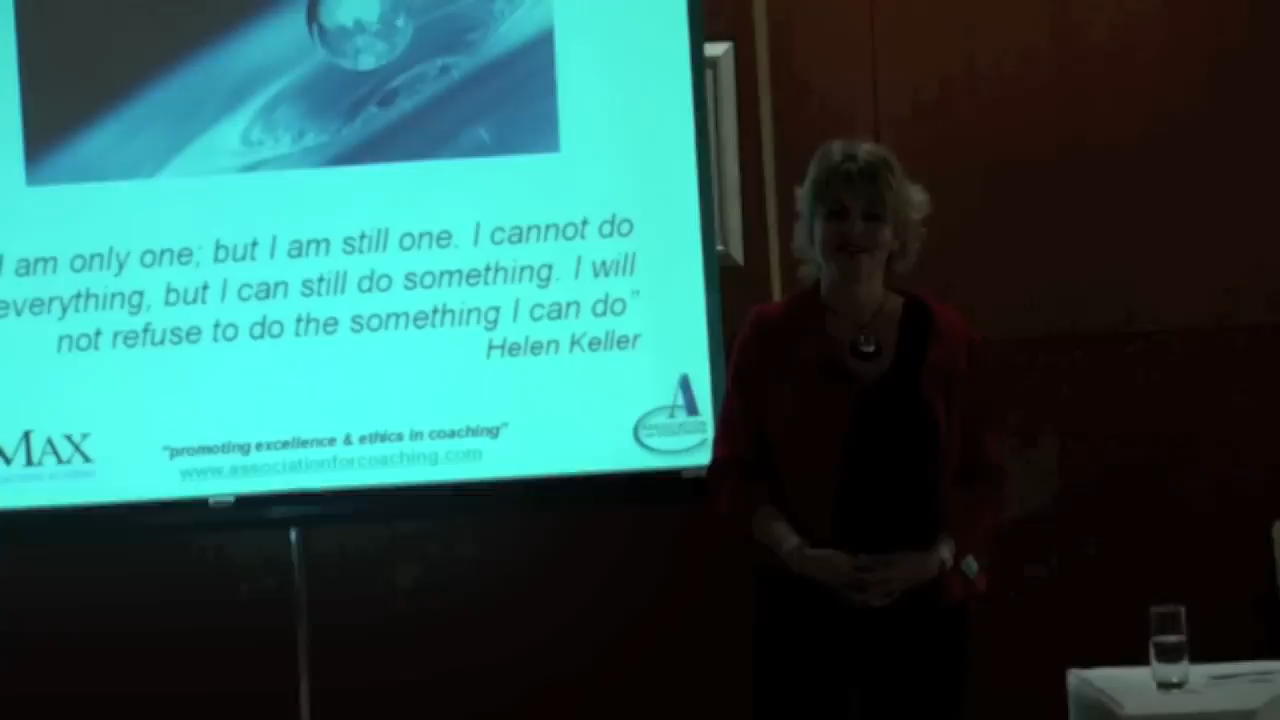 I am only one; but I am still one. I cannot do
everything, but I can still do something. I will
not refuse to do the something I can do”
Helen Keller
MAX
"promoting excellence & ethics in coaching"
www.associationforcoaching.com
A